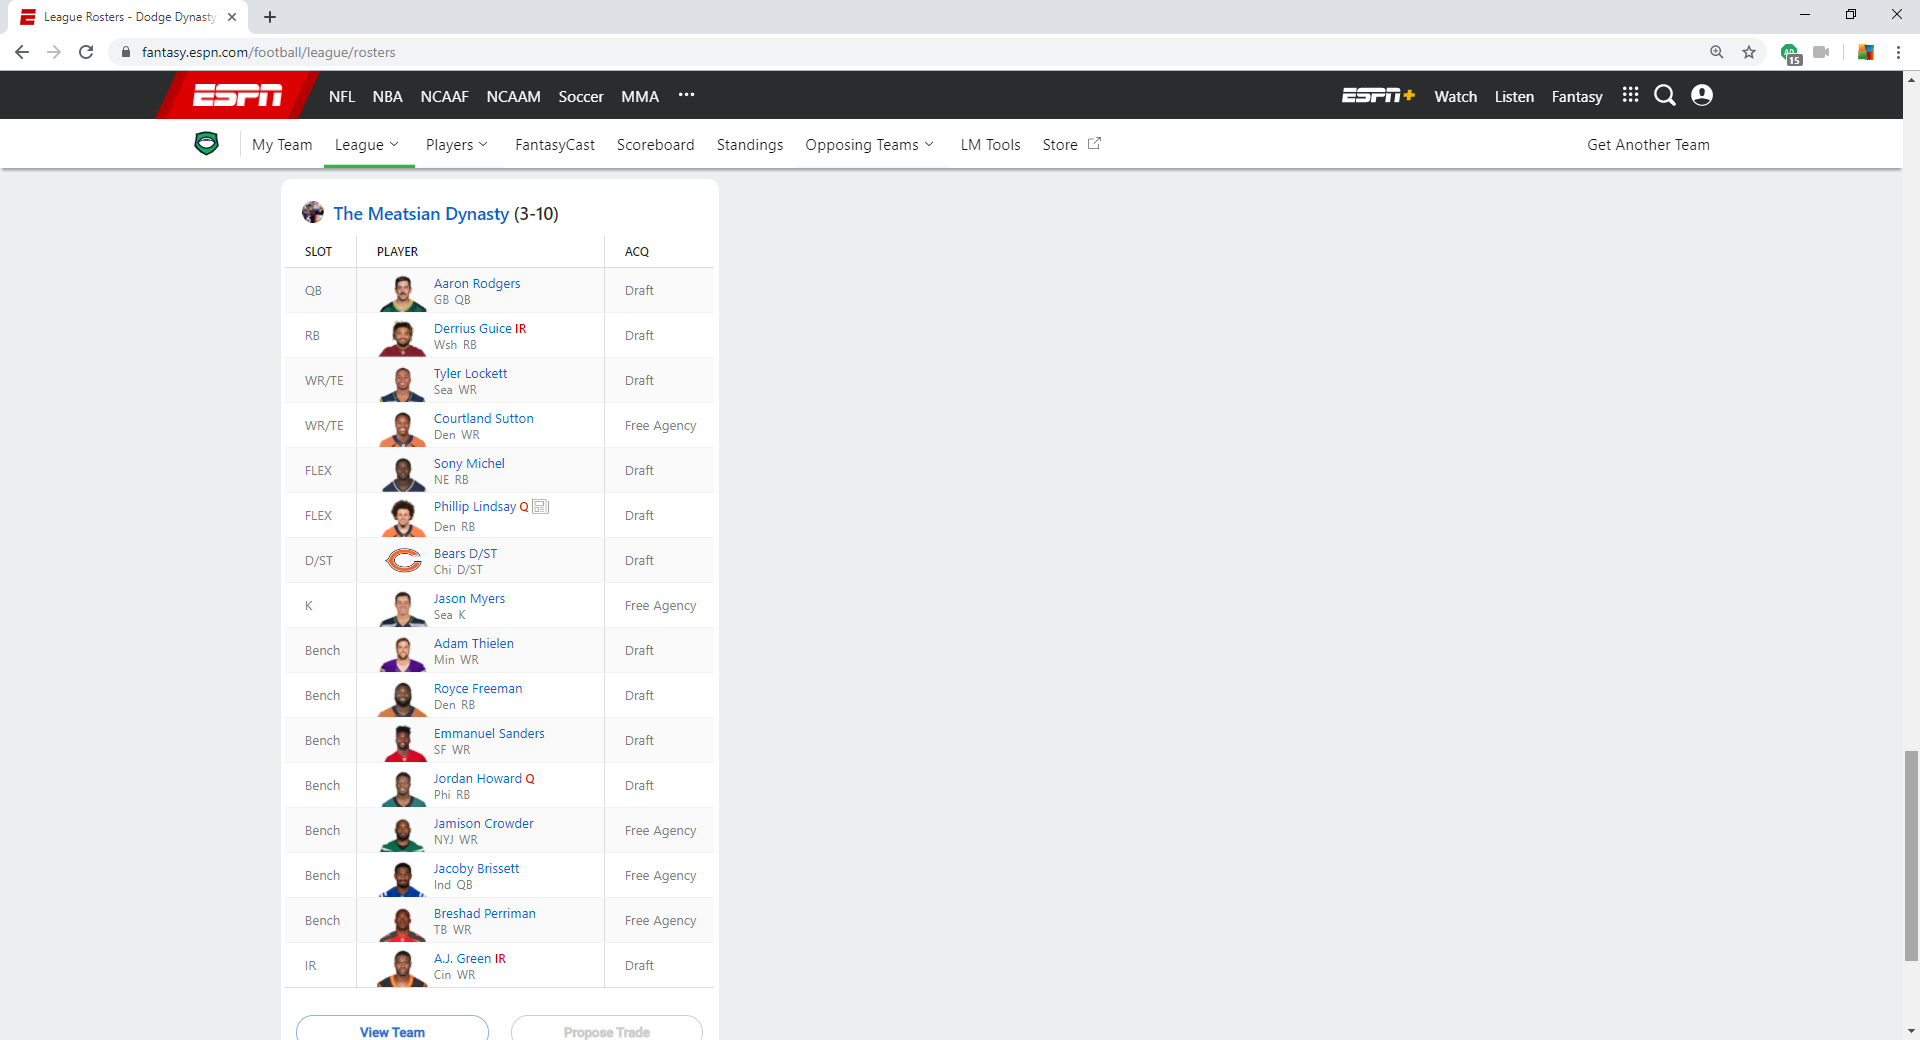 League Rosters - Dodge Dynasty
fantasy.espn.com/football/league/rosters
15
ESPN NFL NBA NCAAF NCAAM Soccer MMA ESPN+ Watch Listen Fantasy
My Team League Players FantasyCast Scoreboard Standings Opposing Teams LM Tools Store Get Another Team
The Meatsian Dynasty (3-10)
SLOT PLAYER ACQ
QB Aaron Rodgers Draft
GB QB
RB Derrius Guice IR Draft
Wsh RB
WR/TE Tyler Lockett Draft
Sea WR
WR/TE Courtland Sutton Free Agency
Den WR
FLEX Sony Michel Draft
NE RB
FLEX Phillip Lindsay Q Draft
Den RB
D/ST Bears D/ST Draft
Chi D/ST
K Jason Myers Free Agency
Sea K
Bench Adam Thielen Draft
Min WR
Bench Royce Freeman Draft
Den RB
Bench Emmanuel Sanders Draft
SF WR
Bench Jordan Howard Q Draft
Phi RB
Bench Jamison Crowder Free Agency
NYJ WR
Bench Jacoby Brissett Free Agency
Ind QB
Bench Breshad Perriman Free Agency
TB WR
IR A.J. Green IR Draft
Cin WR
View Team Propose Trade